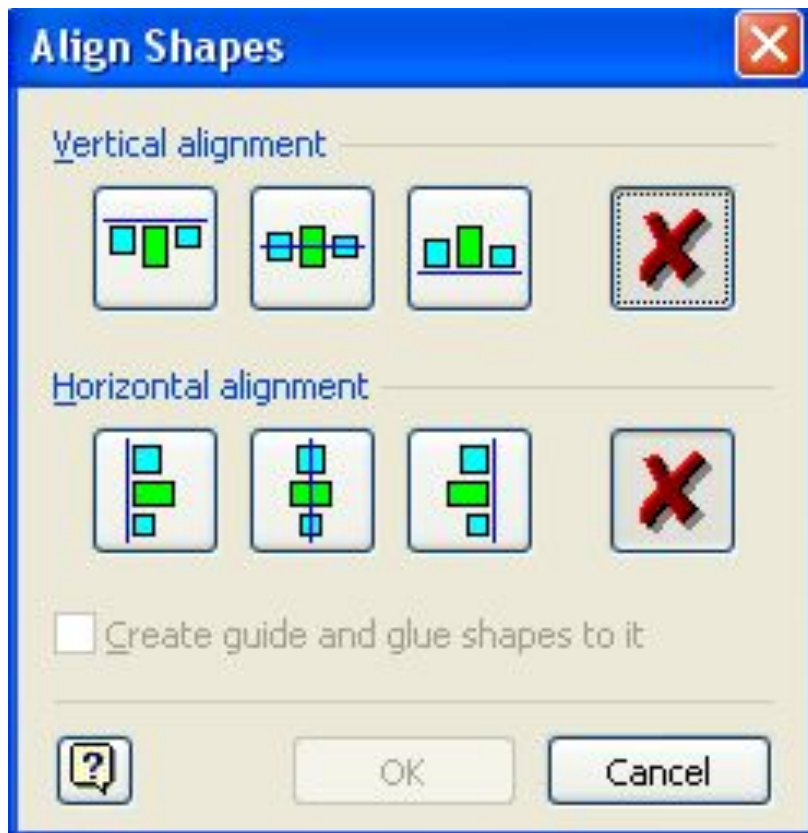 Align Shapes
Vertical alignment
Horizontal alignment
Create guide and glue shapes to it
?
OK
Cancel